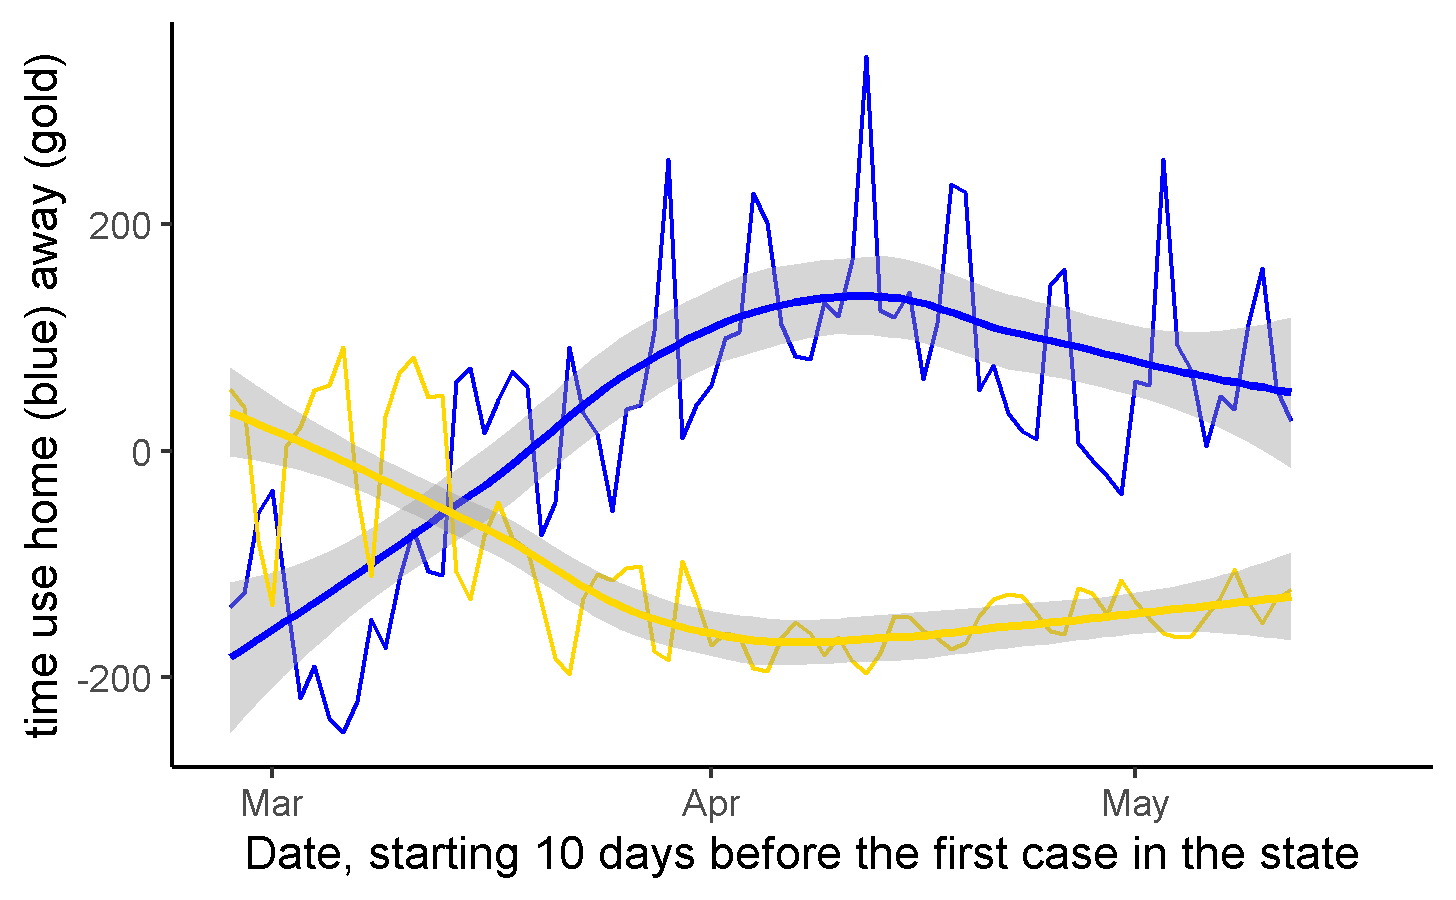 time use home (blue) away (gold)
200
0
-200
Mar
Apr
May
Date, starting 10 days before the first case in the state